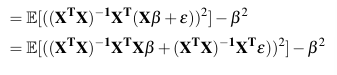 = 𝔼[((𝐗ᵀ𝐗)⁻¹𝐗ᵀ(𝐗β + ε))²] − β²
= 𝔼[((𝐗ᵀ𝐗)⁻¹𝐗ᵀ𝐗β + (𝐗ᵀ𝐗)⁻¹𝐗ᵀε))²] − β²